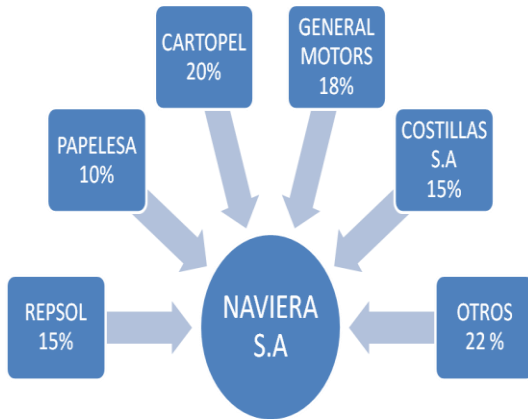 CARTOPEL
20%
GENERAL
MOTORS
18%
PAPELESA
10%
COSTILLAS
S.A
15%
REPSOL
15%
NAVIERA
S.A
OTROS
22 %